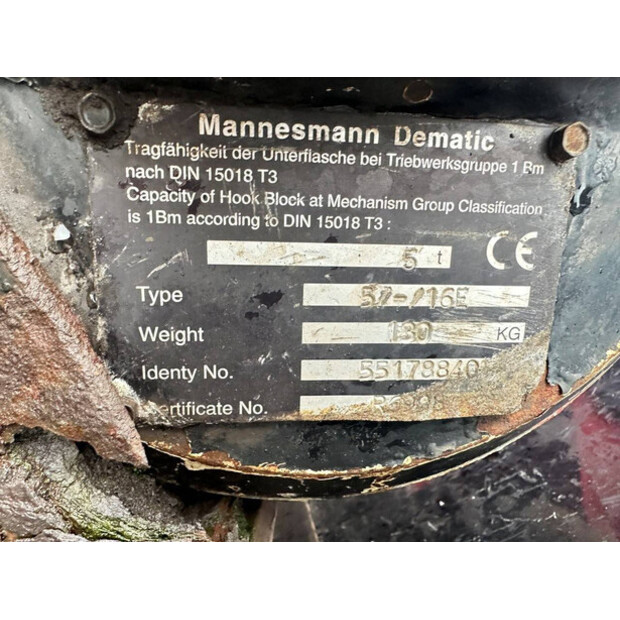 Mannesmann Dematic
Tragfähigkeit der Unterflasche bei Triebwerksgruppe 1 Bm
nach DIN 15018 T3
Capacity of Hook Block at Mechanism Group Classification
is 1Bm according to DIN 15018 T3 :
5 t CE
Type
Weight 130 KG
Identy No. 55178840
Certificate No.